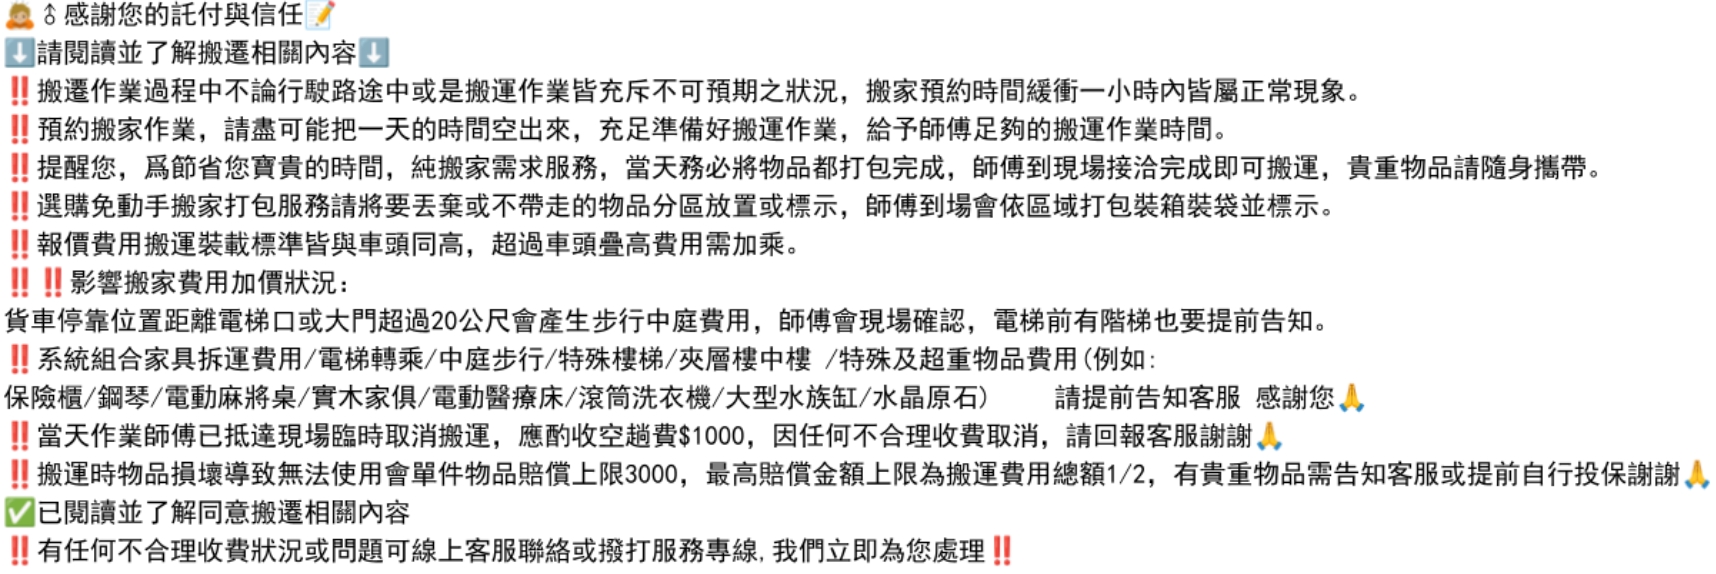 🙇♂感謝您的託付與信任📝
⬇️請閱讀並了解搬遷相關內容⬇️
‼️搬遷作業過程中不論行駛路途中或是搬運作業皆充斥不可預期之狀況，搬家預約時間緩衝一小時內皆屬正常現象。
‼️預約搬家作業，請盡可能把一天的時間空出來，充足準備好搬運作業，給予師傅足夠的搬運作業時間。
‼️提醒您，爲節省您寶貴的時間，純搬家需求服務，當天務必將物品都打包完成，師傅到現場接洽完成即可搬運，貴重物品請隨身攜帶。
‼️選購免動手搬家打包服務請將要丟棄或不帶走的物品分區放置或標示，師傅到場會依區域打包裝箱裝袋並標示。
‼️報價費用搬運裝載標準皆與車頭同高，超過車頭疊高費用需加乘。
‼️ ‼️影響搬家費用加價狀況：
貨車停靠位置距離電梯口或大門超過20公尺會產生步行中庭費用，師傅會現場確認，電梯前有階梯也要提前告知。
‼️系統組合家具拆運費用/電梯轉乘/中庭步行/特殊樓梯/夾層樓中樓 /特殊及超重物品費用(例如:
保險櫃/鋼琴/電動麻將桌/實木家俱/電動醫療床/滾筒洗衣機/大型水族缸/水晶原石)   請提前告知客服 感謝您🙏
‼️當天作業師傅已抵達現場臨時取消搬運，應酌收空趟費$1000，因任何不合理收費取消，請回報客服謝謝🙏
‼️搬運時物品損壞導致無法使用會單件物品賠償上限3000，最高賠償金額上限為搬運費用總額1/2，有貴重物品需告知客服或提前自行投保謝謝🙏
✅已閱讀並了解同意搬遷相關內容
‼️有任何不合理收費狀況或問題可線上客服聯絡或撥打服務專線,我們立即為您處理‼️